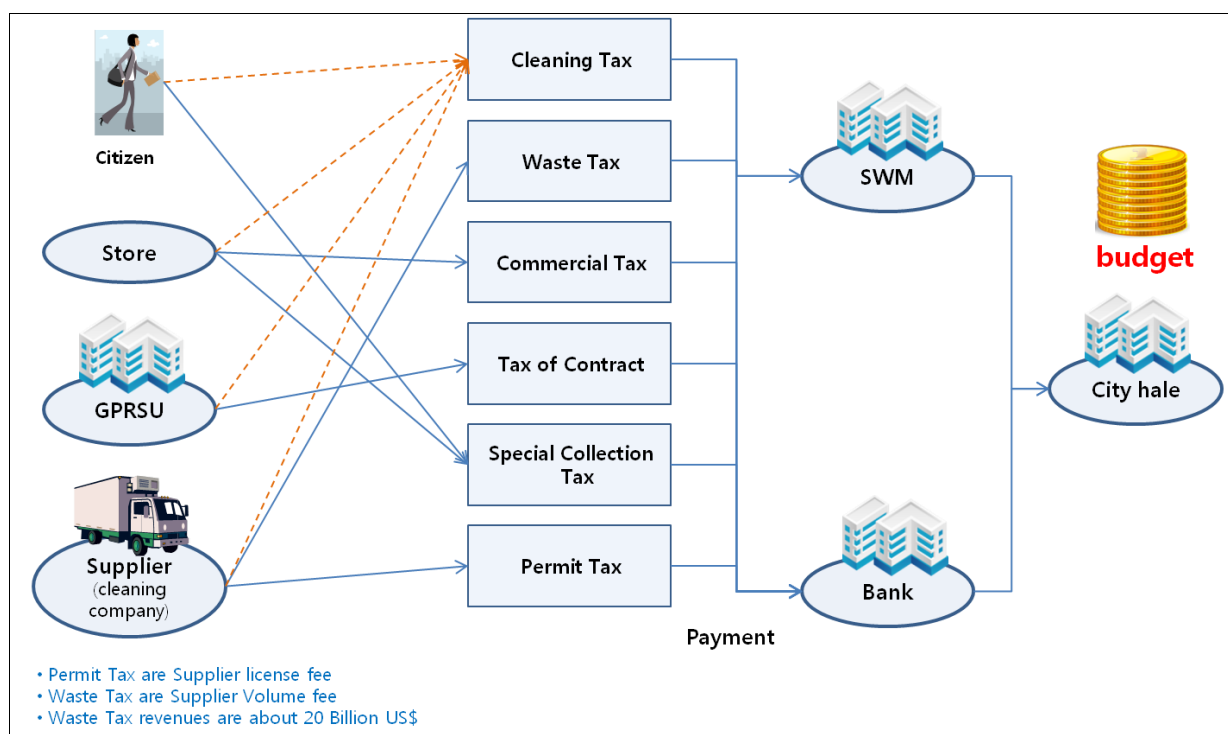 Citizen
Store
GPRSU
Supplier
(cleaning
company)
Cleaning Tax
Waste Tax
Commercial Tax
Tax of Contract
Special Collection
Tax
Permit Tax
Payment
SWM
Bank
budget
City hale
• Permit Tax are Supplier license fee
• Waste Tax are Supplier Volume fee
• Waste Tax revenues are about 20 Billion US$